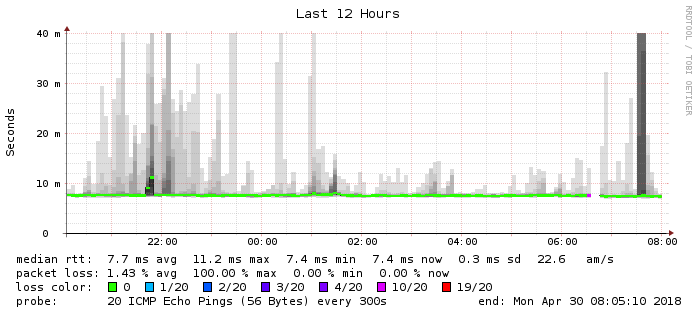 Last 12 Hours
RRDTOOL / TOBI OETIKER
Seconds
40 m
30 m
20 m
10 m
0
22:00 00:00 02:00 04:00 06:00 08:00
median rtt: 7.7 ms avg 11.2 ms max 7.4 ms min 7.4 ms now 0.3 ms sd 22.6 am/s
packet loss: 1.43 % avg 100.00 % max 0.00 % min 0.00 % now
loss color: 0 1/20 2/20 3/20 4/20 10/20 19/20
probe: 20 ICMP Echo Pings (56 Bytes) every 300s end: Mon Apr 30 08:05:10 2018